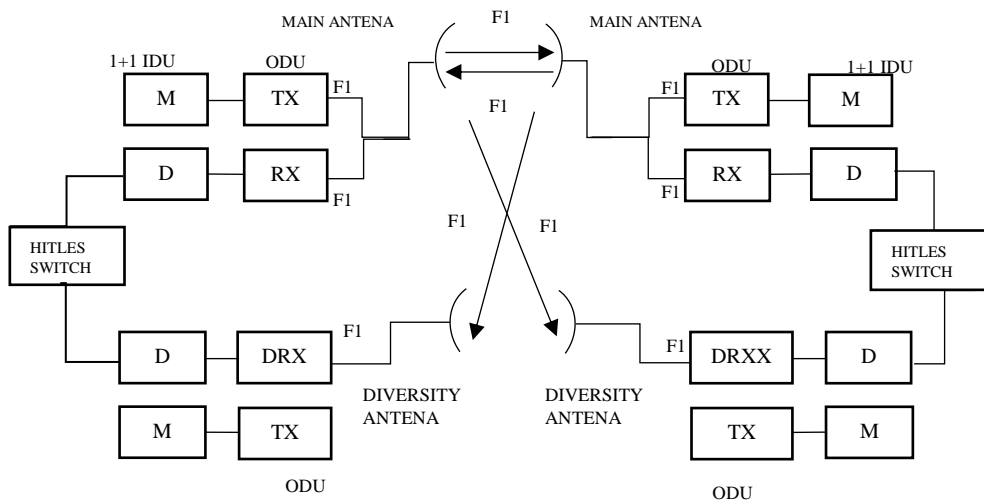 F1
MAIN ANTENA
MAIN ANTENA
1+1 IDU
ODU
ODU
1+1 IDU
M
TX
F1
F1
F1
TX
M
D
RX
F1
F1
RX
D
F1
F1
HITLES
SWITCH
HITLES
SWITCH
D
DRX
F1
F1
DRXX
D
DIVERSITY
ANTENA
DIVERSITY
ANTENA
M
TX
TX
M
ODU
ODU